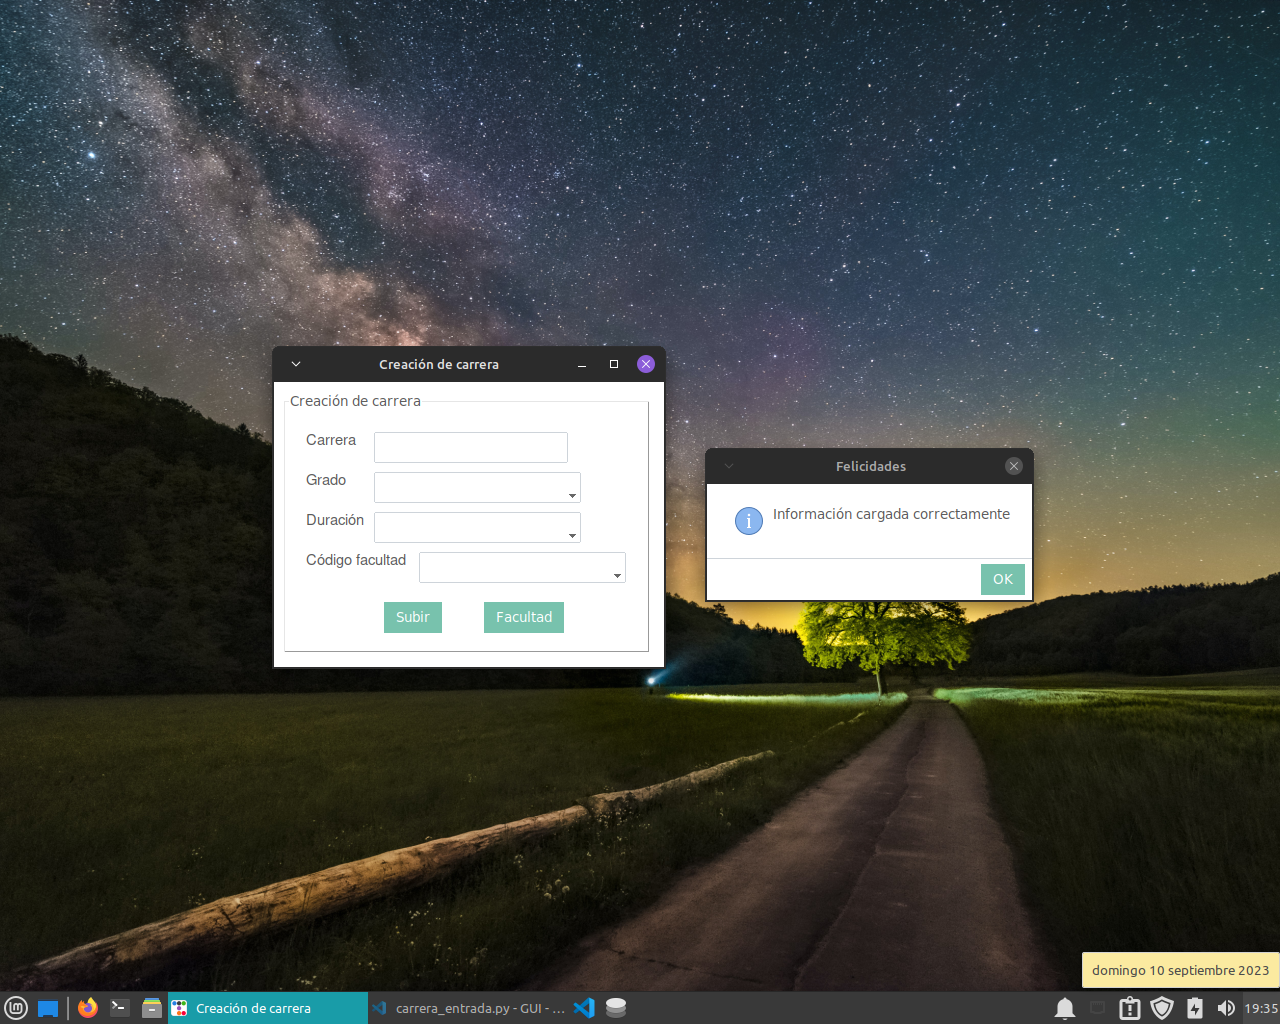 Creación de carrera
Creación de carrera
Carrera
Grado
Duración
Código facultad
Subir Facultad
Felicidades
Información cargada correctamente
OK
domingo 10 septiembre 2023
Creación de carrera
carrera_entrada.py - GUI - ...
19:35